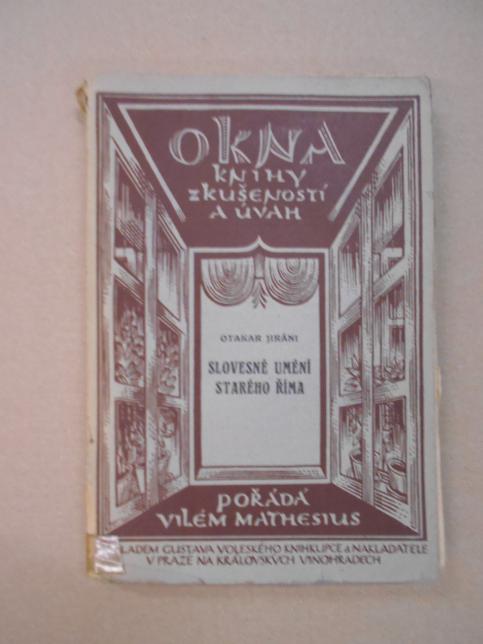 OKNA
KNIHY
ZKUŠENOSTÍ
A ÚVAH
OTAKAR JIRÁNI
SLOVESNÉ UMĚNÍ
STARÉHO ŘÍMA
POŘÁDÁ
VILÉM MATHESIUS
KLADEM GUSTAVA VOLESKÉHO KNIHKUPCE A NAKLADATELE
V PRAZE NA KRÁLOVSKÝCH VINOHRADECH